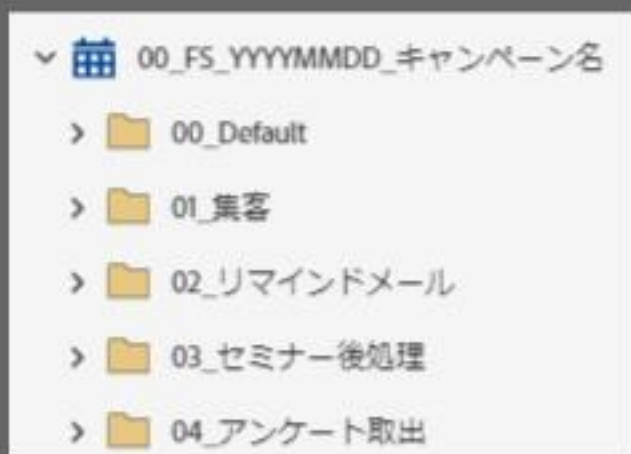 00_FS_YYYYMMDD_キャンペーン名
00_Default
01_集客
02_リマインドメール
03_セミナー後処理
04_アンケート取出